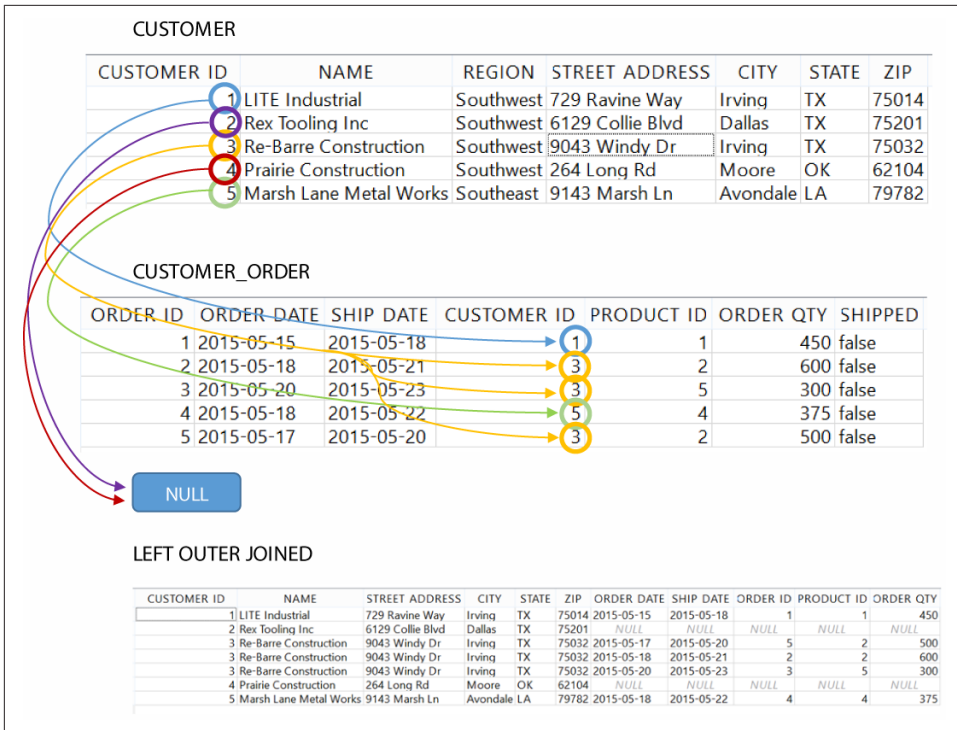 CUSTOMER
CUSTOMER ID NAME REGION STREET ADDRESS CITY STATE ZIP
1 LITE Industrial Southwest 729 Ravine Way Irving TX 75014
2 Rex Tooling Inc Southwest 6129 Collie Blvd Dallas TX 75201
3 Re-Barre Construction Southwest 9043 Windy Dr Irving TX 75032
4 Prairie Construction Southwest 264 Long Rd Moore OK 62104
5 Marsh Lane Metal Works Southeast 9143 Marsh Ln Avondale LA 79782
CUSTOMER_ORDER
ORDER ID ORDER DATE SHIP DATE CUSTOMER ID PRODUCT ID ORDER QTY SHIPPED
1 2015-05-15 2015-05-18 1 1 450 false
2 2015-05-18 2015-05-21 3 2 600 false
3 2015-05-20 2015-05-23 3 5 300 false
4 2015-05-18 2015-05-22 5 4 375 false
5 2015-05-17 2015-05-20 3 2 500 false
NULL
LEFT OUTER JOINED
CUSTOMER ID NAME STREET ADDRESS CITY STATE ZIP ORDER DATE SHIP DATE ORDER ID PRODUCT ID ORDER QTY
1 LITE Industrial 729 Ravine Way Irving TX 75014 2015-05-15 2015-05-18 1 1 450
2 Rex Tooling Inc 6129 Collie Blvd Dallas TX 75201 NULL NULL NULL NULL NULL
3 Re-Barre Construction 9043 Windy Dr Irving TX 75032 2015-05-17 2015-05-20 5 2 500
3 Re-Barre Construction 9043 Windy Dr Irving TX 75032 2015-05-18 2015-05-21 2 2 600
3 Re-Barre Construction 9043 Windy Dr Irving TX 75032 2015-05-20 2015-05-23 3 5 300
4 Prairie Construction 264 Long Rd Moore OK 62104 NULL NULL NULL NULL NULL
5 Marsh Lane Metal Works 9143 Marsh Ln Avondale LA 79782 2015-05-18 2015-05-22 4 4 375